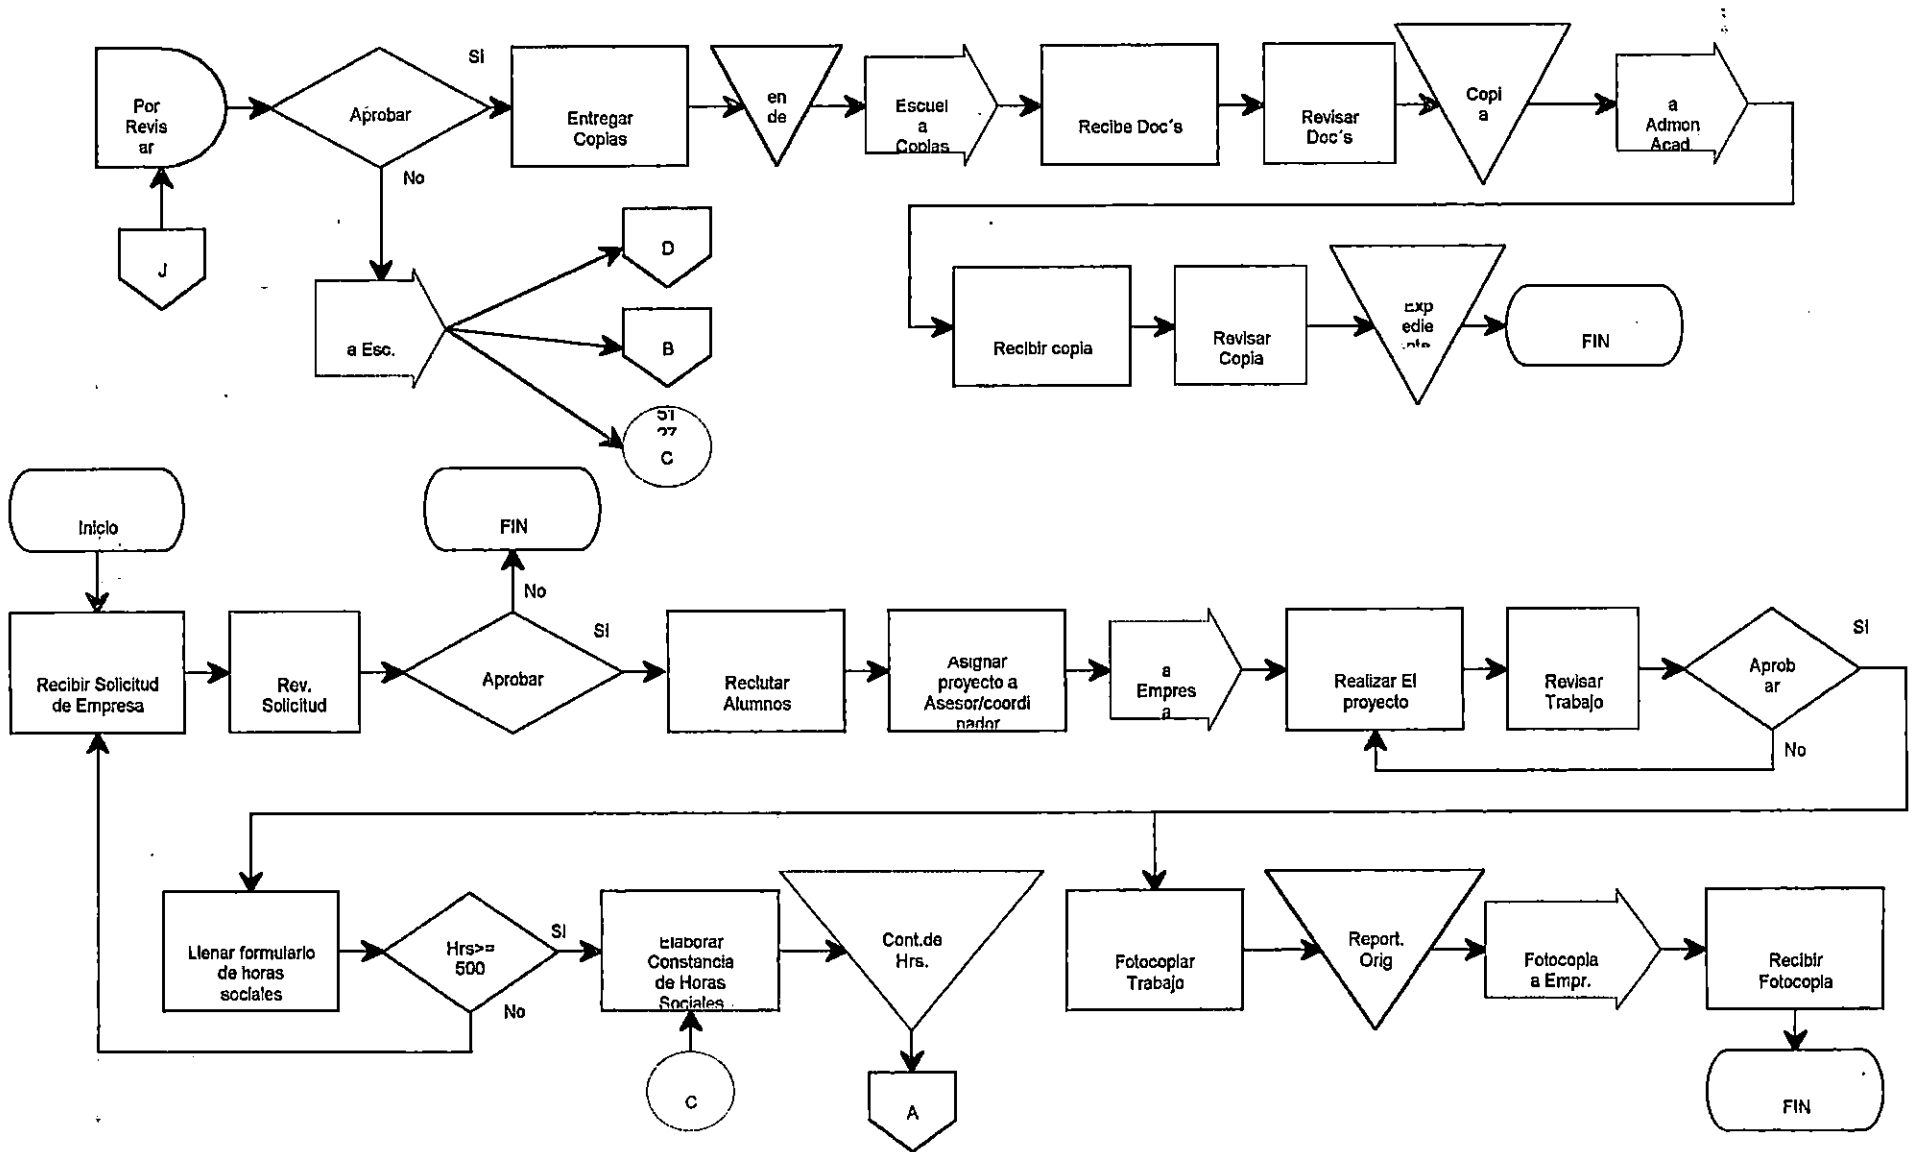 Por
Revis
ar
Aprobar
SI
No
Entregar
Copias
en
de
Escuel
a
Copias
Recibe Doc´s
Revisar
Doc´s
Copi
a
a
Admon
Acad
J
a Esc.
D
B
C
Recibir copia
Revisar
Copia
Exp
edie
nte
FIN
Inicio
Recibir Solicitud
de Empresa
Rev.
Solicitud
Aprobar
No
FIN
SI
Reclutar
Alumnos
Asignar
proyecto a
Asesor/coordi
nador
a
Empres
a
Realizar El
proyecto
Revisar
Trabajo
Aprob
ar
SI
No
Llenar formulario
de horas
sociales
Hrs>=
500
SI
No
Elaborar
Constancia
de Horas
Sociales
C
Cont.de
Hrs.
A
Fotocopiar
Trabajo
Report.
Orig
Fotocopia
a Empr.
Recibir
Fotocopia
FIN